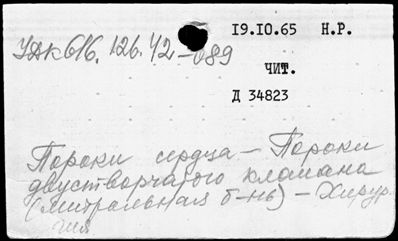 19.10.65 Н.Р.
УДК 616.126.42-089
ЧИТ.
Д 34823
Пороки сердца - Пороки
двустворчатого клапана
(митральная б-нь) - Хирур
гия